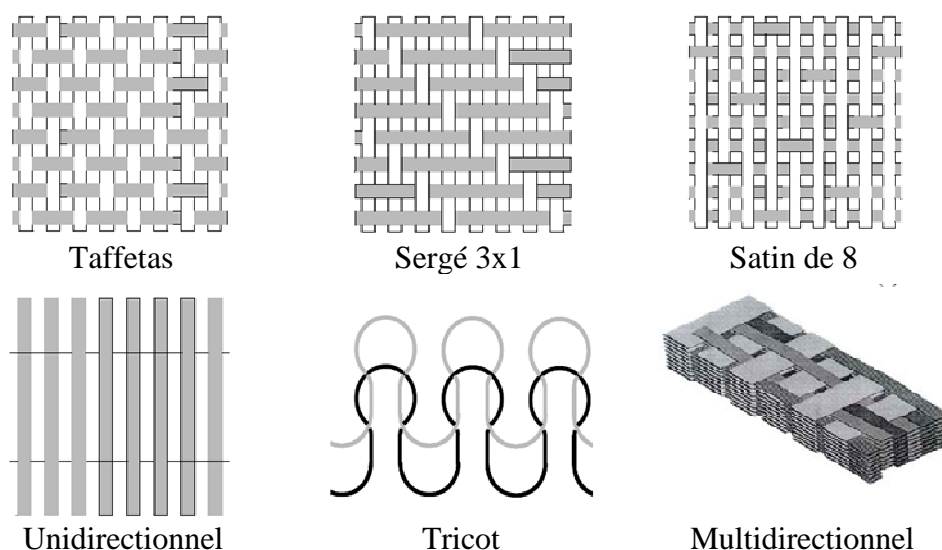 Taffetas
Sergé 3x1
Satin de 8
Unidirectionnel
Tricot
Multidirectionnel